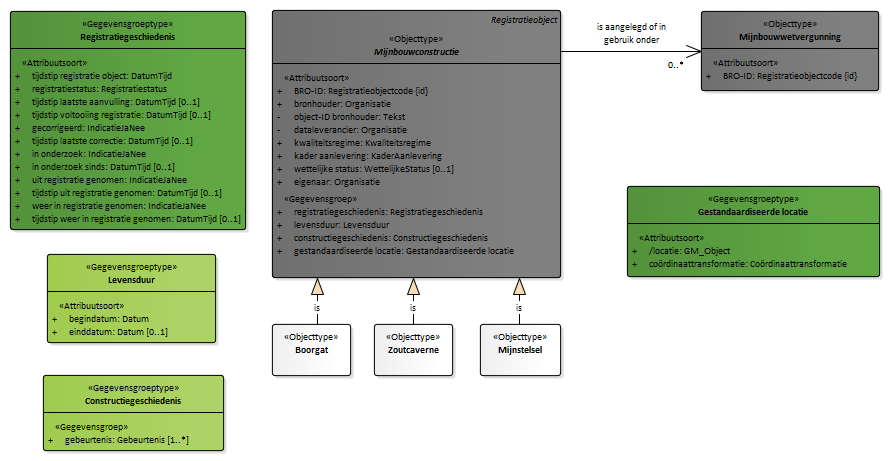 «Gegevensgroeptype»
Registratiegeschiedenis
«Attribuutsoort»
+ tijdstip registratie object: DatumTijd
+ registratiestatus: Registratiestatus
+ tijdstip laatste aanvulling: DatumTijd [0..1]
+ tijdstip voltooiing registratie: DatumTijd [0..1]
+ gecorrigeerd: IndicatieJaNee
+ tijdstip laatste correctie: DatumTijd [0..1]
+ in onderzoek: IndicatieJaNee
+ in onderzoek sinds: DatumTijd [0..1]
+ uit registratie genomen: IndicatieJaNee
+ tijdstip uit registratie genomen: DatumTijd [0..1]
+ weer in registratie genomen: IndicatieJaNee
+ tijdstip weer in registratie genomen: DatumTijd [0..1]
Registratieobject
«Objecttype»
Mijnbouwconstructie
«Attribuutsoort»
+ BRO-ID: Registratieobjectcode {id}
+ bronhouder: Organisatie
- object-ID bronhouder: Tekst
- dataleverancier: Organisatie
+ kwaliteitsregime: Kwaliteitsregime
+ kader aanlevering: KaderAanlevering
+ wettelijke status: WettelijkeStatus [0..1]
+ eigenaar: Organisatie
«Gegevensgroep»
+ registratiegeschiedenis: Registratiegeschiedenis
+ levensduur: Levensduur
+ constructiegeschiedenis: Constructiegeschiedenis
+ gestandaardiseerde locatie: Gestandaardiseerde locatie
is aangelegd of in
gebruik onder
0..*
«Objecttype»
Mijnbouwwetvergunning
«Attribuutsoort»
+ BRO-ID: Registratieobjectcode {id}
«Gegevensgroeptype»
Gestandaardiseerde locatie
«Attribuutsoort»
+ /locatie: GM_Object
+ coördinaattransformatie: Coördinaattransformatie
«Gegevensgroeptype»
Levensduur
«Attribuutsoort»
+ begindatum: Datum
+ einddatum: Datum [0..1]
is
is
is
«Objecttype»
Boorgat
«Objecttype»
Zoutcaverne
«Objecttype»
Mijnstelsel
«Gegevensgroeptype»
Constructiegeschiedenis
«Gegevensgroep»
+ gebeurtenis: Gebeurtenis [1..*]